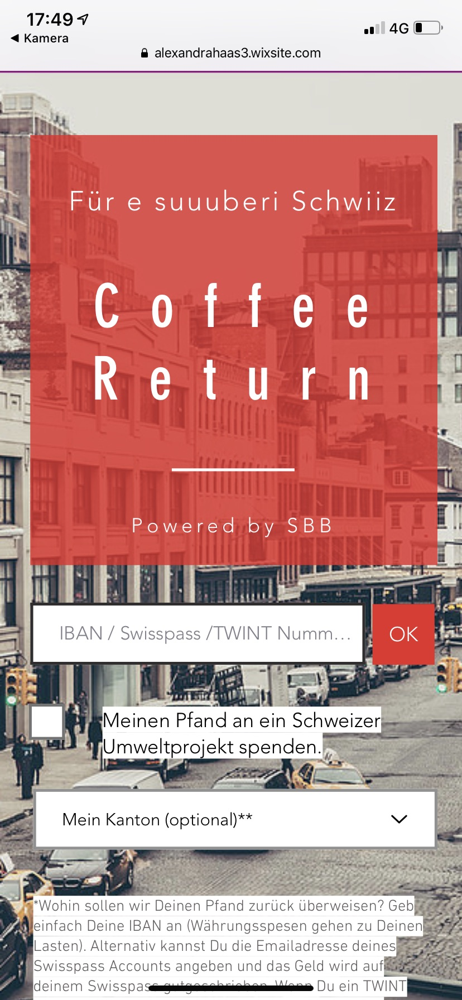 17:49
4G
◀ Kamera
alexandrahaas3.wixsite.com
Für e suuuberi Schwiiz
Coffee
Return
Powered by SBB
IBAN / Swisspass /TWINT Numm...
OK
Meinen Pfand an ein Schweizer
Umweltprojekt spenden.
Mein Kanton (optional)**
*Wohin sollen wir Deinen Pfand zurück überweisen? Geb
einfach Deine IBAN an (Währungsspesen gehen zu Deinen
Lasten). Alternativ kannst Du die Emailadresse deines
Swisspass Accounts angeben und das Geld wird auf
deinem Swisspass gutgeschrieben. Wenn Du ein TWINT